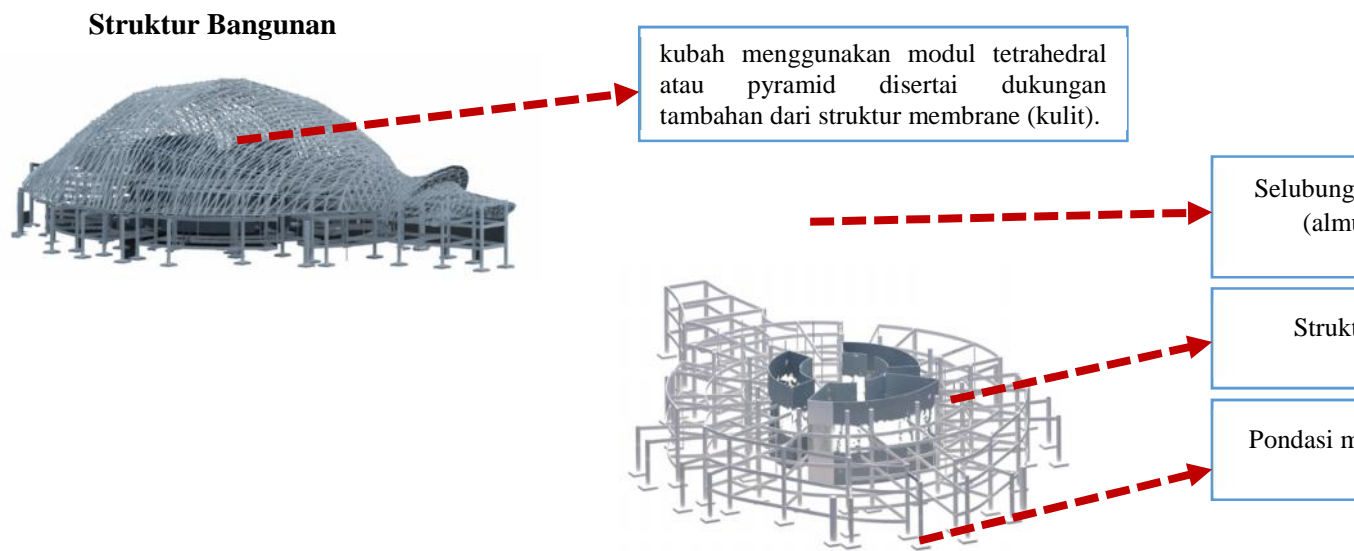 Struktur Bangunan
kubah menggunakan modul tetrahedral
atau pyramid disertai dukungan
tambahan dari struktur membrane (kulit).
Selubung
Pondasi